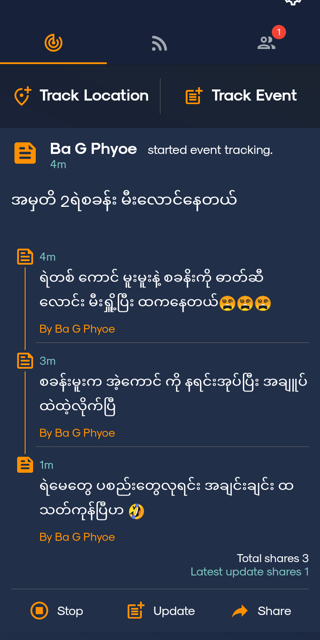 1
Track Location
Track Event
Ba G Phyoe started event tracking.
4m
အမှတိ 2ရဲစခန်း မီးလောင်နေတယ်
4m
ရဲတစ် ကောင် မူးမူးနဲ့ စခန်းကို ဓာတ်ဆီ
လောင်း မီးရှို့ပြီး ထကနေတယ်😫😫😫
By Ba G Phyoe
3m
စခန်းမူးက အဲ့ကောင် ကို နရင်းအုပ်ပြီး အချူပ်
ထဲထဲ့လိုက်ပြီ
By Ba G Phyoe
1m
ရဲမေတွေ ပစည်းတွေလုရင်း အချင်းချင်း ထ
သတ်ကုန်ပြီဟ 🤣
By Ba G Phyoe
Total shares 3
Latest update shares 1
Stop
Update
Share